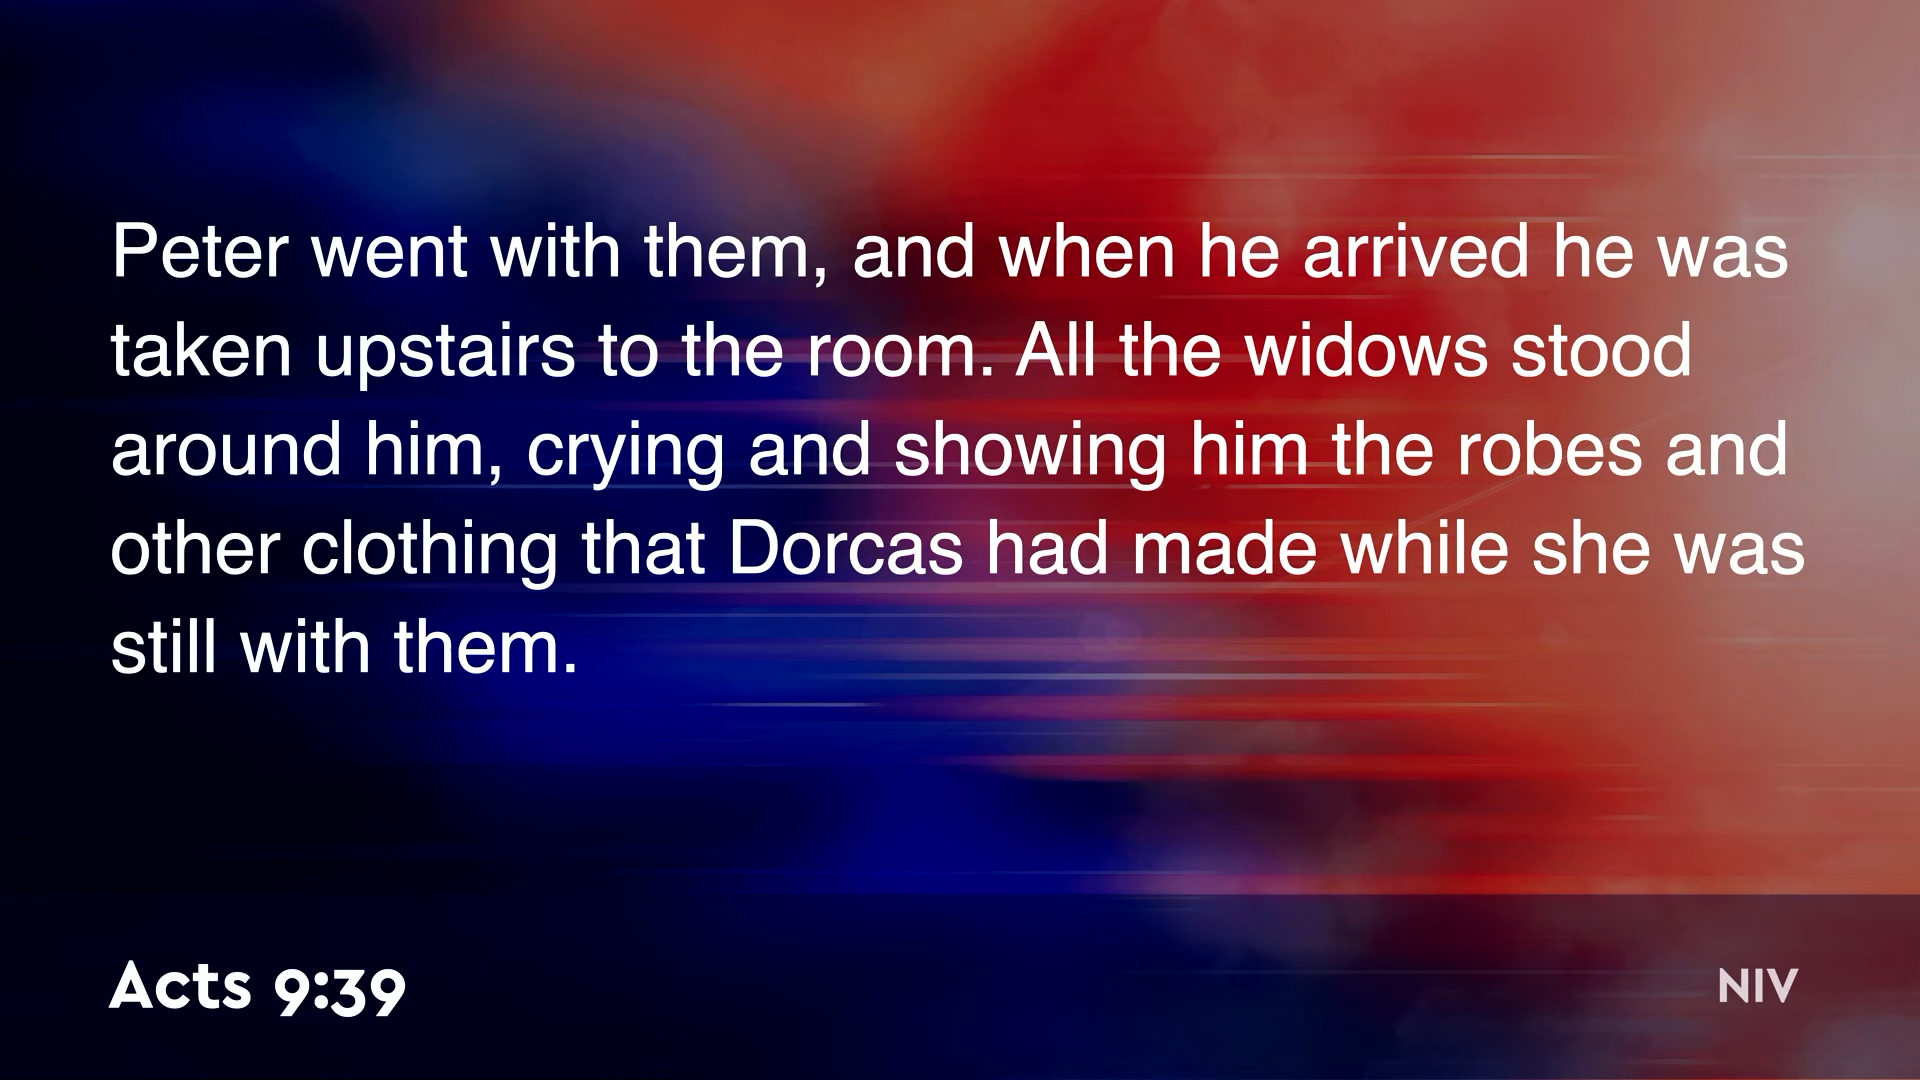 Peter went with them, and when he arrived he was
taken upstairs to the room. All the widows stood
around him, crying and showing him the robes and
other clothing that Dorcas had made while she was
still with them.
Acts 9:39
NIV